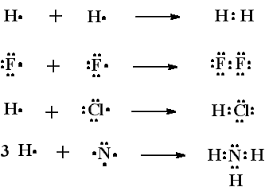 H• + H• ⟶ H:H
:F̤̈• + :F̤̈• ⟶ :F̤̈:F̤̈:
H• + :C̤̈l• ⟶ H:C̤̈l:
3 H• + •N̤̈• ⟶ H:N̤̈:H
H